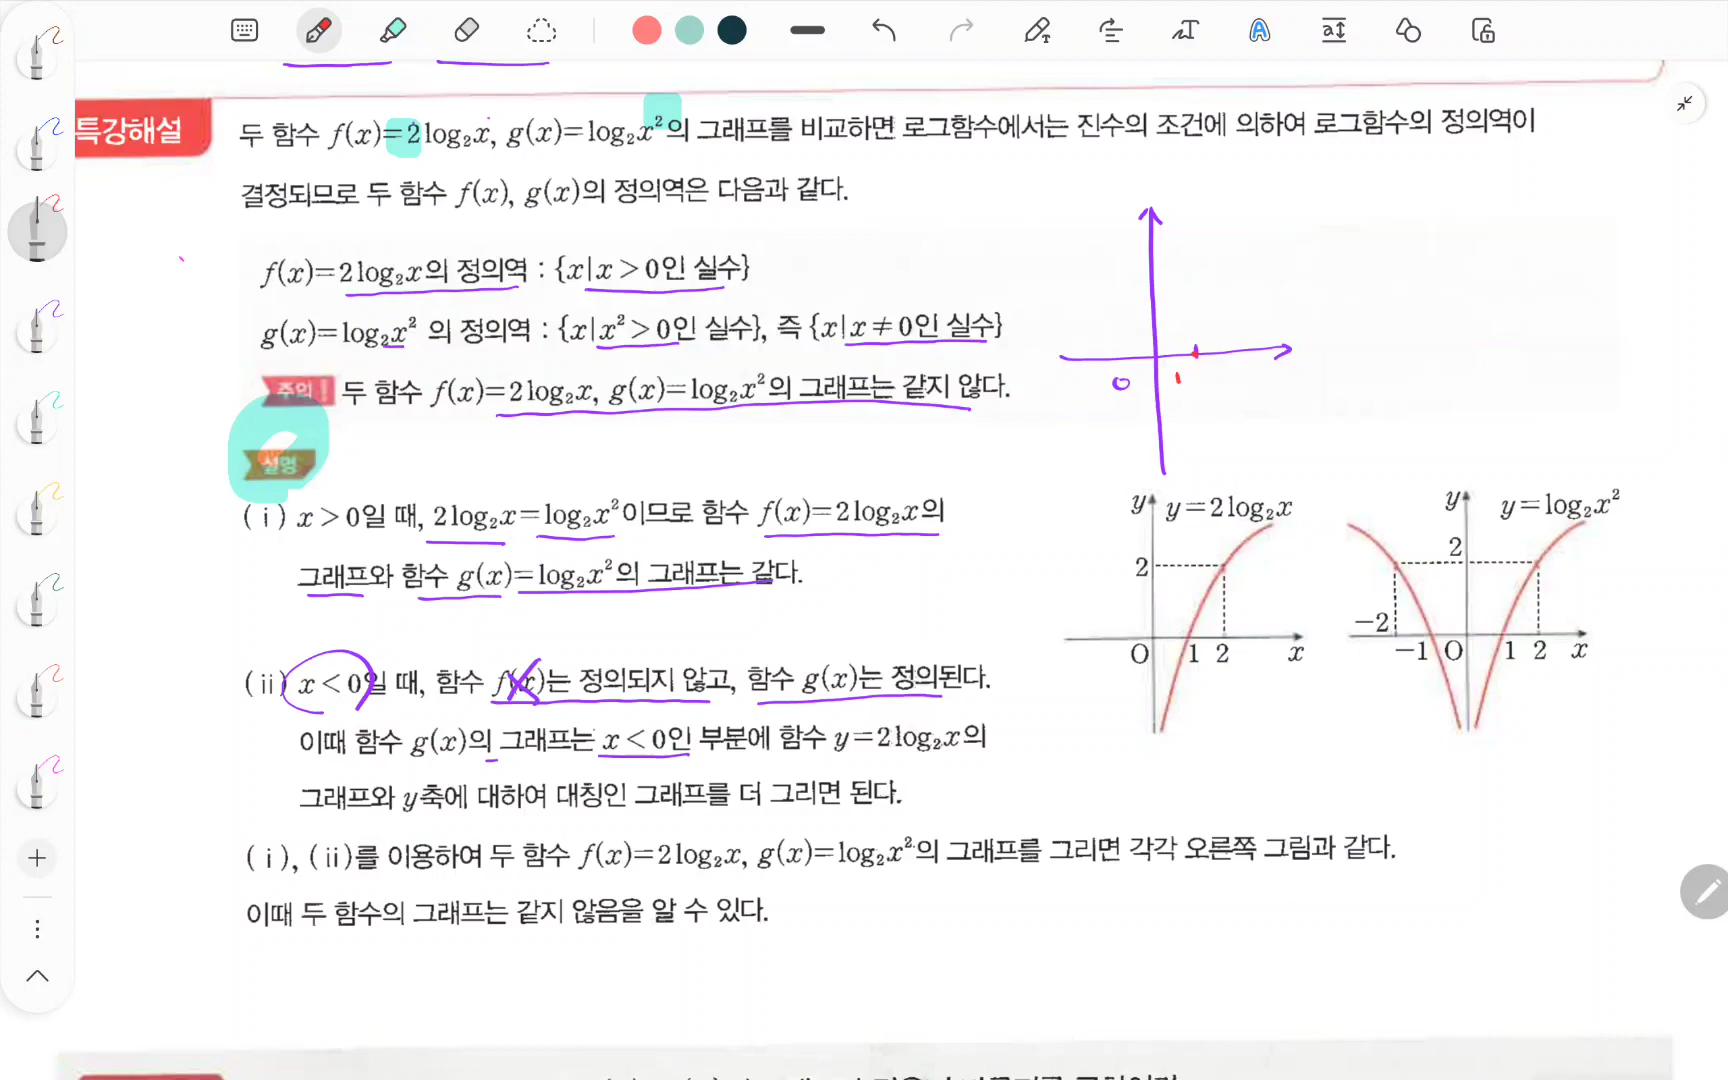 특강해설
두 함수 f(x)=2log₂x, g(x)=log₂x²의 그래프를 비교하면 로그함수에서는 진수의 조건에 의하여 로그함수의 정의역이
결정되므로 두 함수 f(x), g(x)의 정의역은 다음과 같다.
f(x)=2log₂x의 정의역 : {x|x>0인 실수}
g(x)=log₂x² 의 정의역 : {x|x²>0인 실수}, 즉 {x|x≠0인 실수}
주의! 두 함수 f(x)=2log₂x, g(x)=log₂x²의 그래프는 같지 않다.
0 1
설명
(ⅰ) x>0일 때, 2log₂x=log₂x²이므로 함수 f(x)=2log₂x의
그래프와 함수 g(x)=log₂x²의 그래프는 같다.
(ⅱ) x<0일 때, 함수 f(x)는 정의되지 않고, 함수 g(x)는 정의된다.
이때 함수 g(x)의 그래프는 x<0인 부분에 함수 y=2log₂x의
그래프와 y축에 대하여 대칭인 그래프를 더 그리면 된다.
y y=2log₂x
2
O 1 2 x
y y=log₂x²
2
-2
-1 O 1 2 x
(ⅰ), (ⅱ)를 이용하여 두 함수 f(x)=2log₂x, g(x)=log₂x²의 그래프를 그리면 각각 오른쪽 그림과 같다.
이때 두 함수의 그래프는 같지 않음을 알 수 있다.